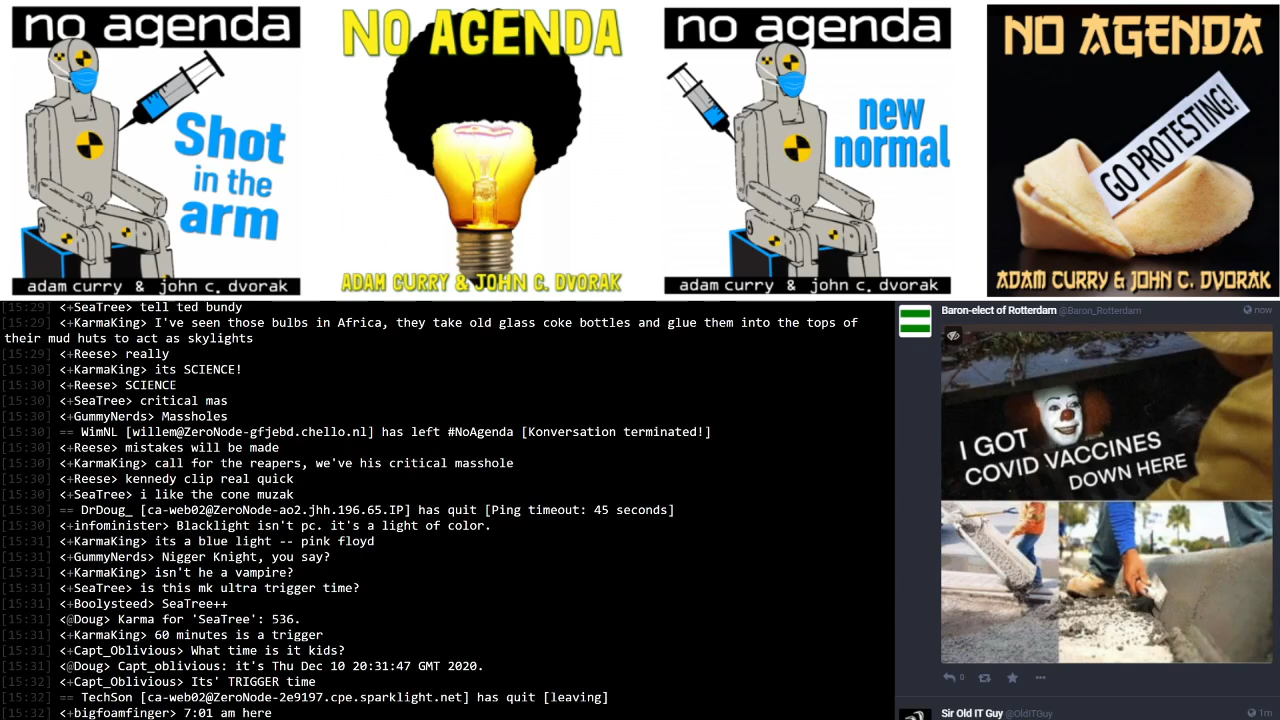 no agenda
Shot
in the
arm
adam curry & john c. dvorak
NO AGENDA
ADAM CURRY & JOHN C. DVORAK
no agenda
new
normal
adam curry & john c. dvorak
NO AGENDA
GO PROTESTING!
ADAM CURRY & JOHN C. DVORAK
[15:29] <+SeaTree> tell ted bundy
[15:29] <+KarmaKing> I've seen those bulbs in Africa, they take old glass coke bottles and glue them into the tops of
their mud huts to act as skylights
[15:29] <+Reese> really
[15:30] <+KarmaKing> its SCIENCE!
[15:30] <+Reese> SCIENCE
[15:30] <+SeaTree> critical mas
[15:30] <+GummyNerds> Massholes
[15:30] == WimNL [willem@ZeroNode-gfjebd.chello.nl] has left #NoAgenda [Konversation terminated!]
[15:30] <+Reese> mistakes will be made
[15:30] <+KarmaKing> call for the reapers, we've his critical masshole
[15:30] <+Reese> kennedy clip real quick
[15:30] <+SeaTree> i like the cone muzak
[15:30] == DrDoug_ [ca-web02@ZeroNode-ao2.jhh.196.65.IP] has quit [Ping timeout: 45 seconds]
[15:30] <+infominister> Blacklight isn't pc. it's a light of color.
[15:31] <+KarmaKing> its a blue light -- pink floyd
[15:31] <+GummyNerds> Nigger Knight, you say?
[15:31] <+KarmaKing> isn't he a vampire?
[15:31] <+SeaTree> is this mk ultra trigger time?
[15:31] <+Boolysteed> SeaTree++
[15:31] <@Doug> Karma for 'SeaTree': 536.
[15:31] <+KarmaKing> 60 minutes is a trigger
[15:31] <+Capt_Oblivious> What time is it kids?
[15:31] <@Doug> Capt_oblivious: it's Thu Dec 10 20:31:47 GMT 2020.
[15:32] <+Capt_Oblivious> Its' TRIGGER time
[15:32] == TechSon [ca-web02@ZeroNode-2e9197.cpe.sparklight.net] has quit [leaving]
[15:32] <+bigfoamfinger> 7:01 am here
Baron-elect of Rotterdam @Baron_Rotterdam now
I GOT
COVID VACCINES
DOWN HERE
0
Sir Old IT Guy @OldITGuy 1m